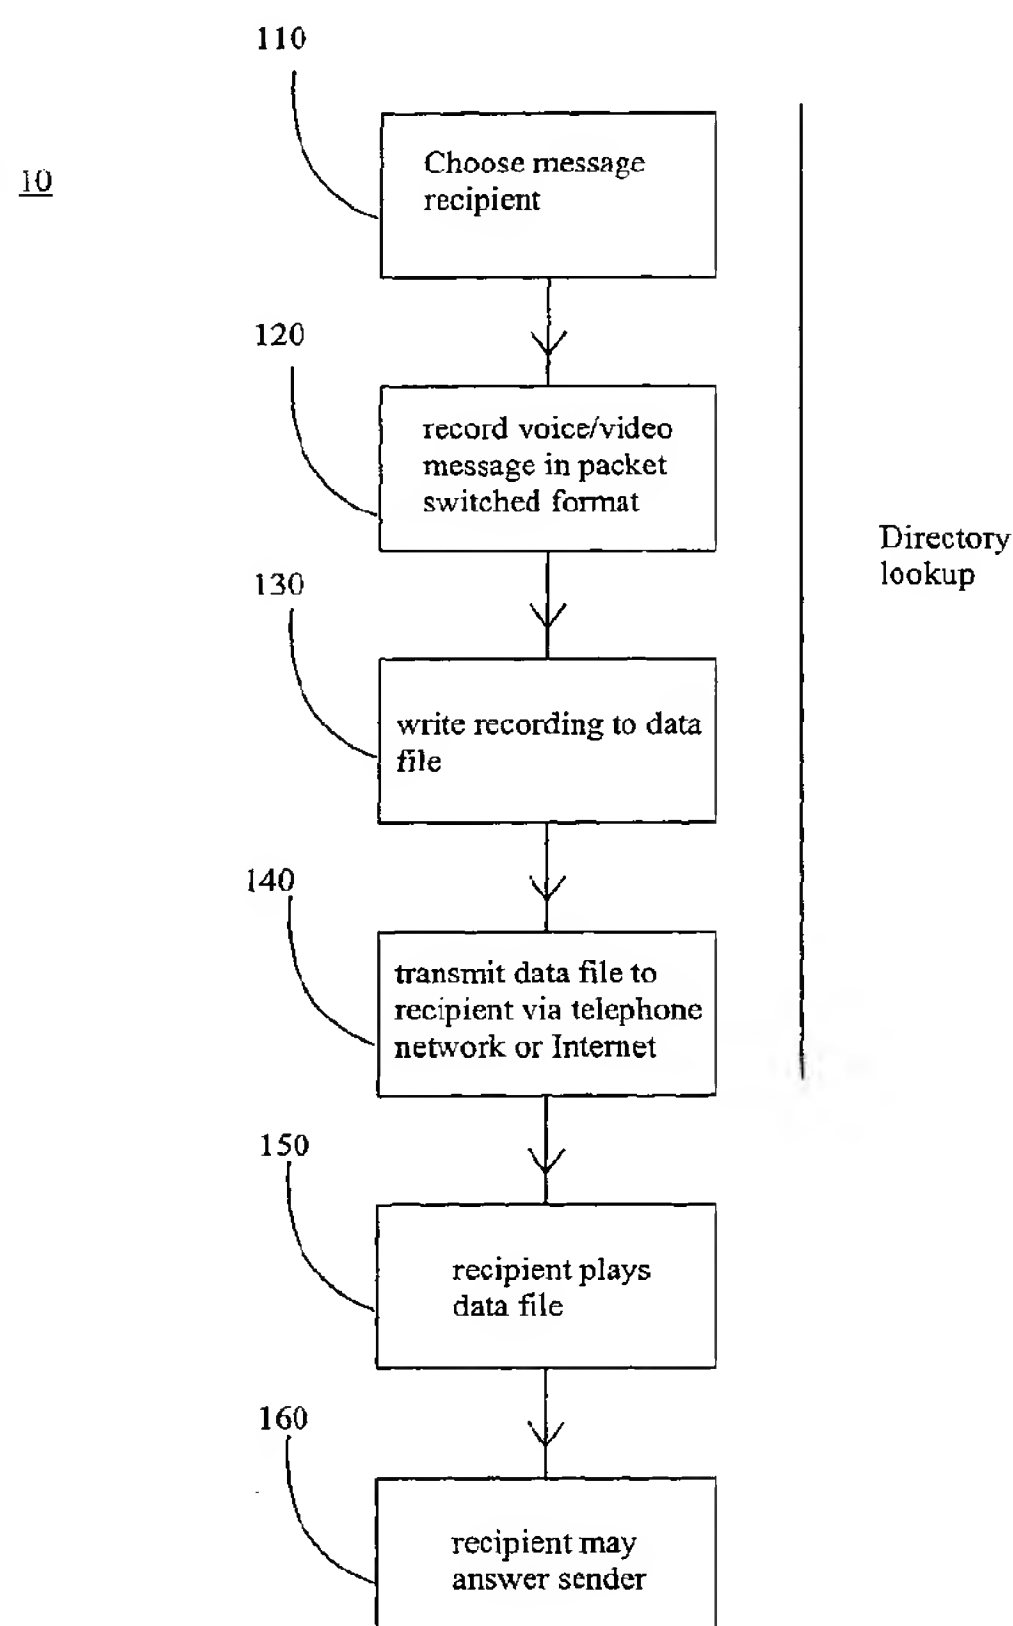 110
10
Choose message
recipient
120
record voice/video
message in packet
switched format
Directory
lookup
130
write recording to data
file
140
transmit data file to
recipient via telephone
network or Internet
150
recipient plays
data file
160
recipient may
answer sender